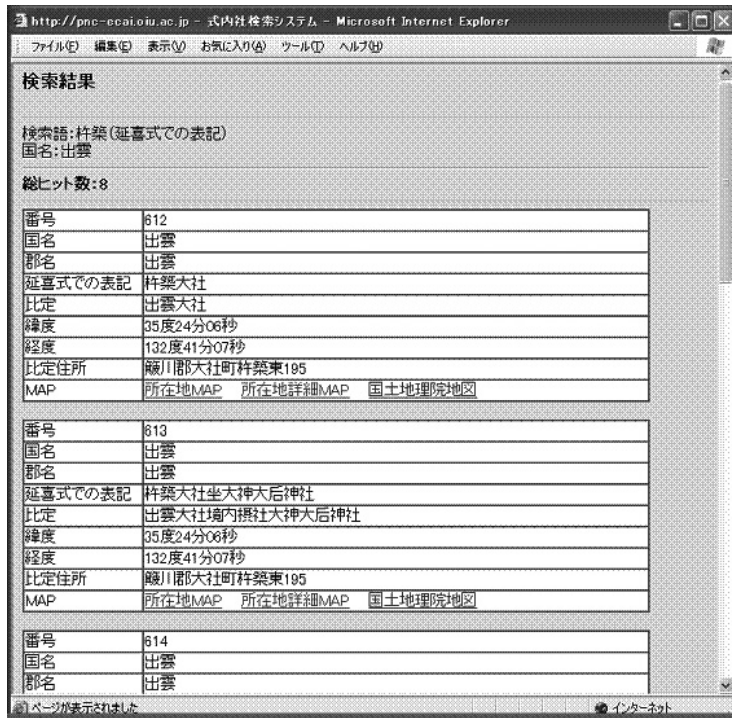 http://pnc-ecai.oiu.ac.jp - 式内社検索システム - Microsoft Internet Explorer
ファイル(F) 編集(E) 表示(V) お気に入り(A) ツール(T) ヘルプ(H)
検索結果
検索語:杵築(延喜式での表記)
国名:出雲
総ヒット数:8
番号 612
国名 出雲
郡名 出雲
延喜式での表記 杵築大社
比定 出雲大社
緯度 35度24分06秒
経度 132度41分07秒
比定住所 簸川郡大社町杵築東195
MAP 所在地MAP 所在地詳細MAP 国土地理院地図
番号 613
国名 出雲
郡名 出雲
延喜式での表記 杵築大社坐大神大后神社
比定 出雲大社境内摂社大神大后神社
緯度 35度24分06秒
経度 132度41分07秒
比定住所 簸川郡大社町杵築東195
MAP 所在地MAP 所在地詳細MAP 国土地理院地図
番号 614
国名 出雲
郡名 出雲
ページが表示されました インターネット